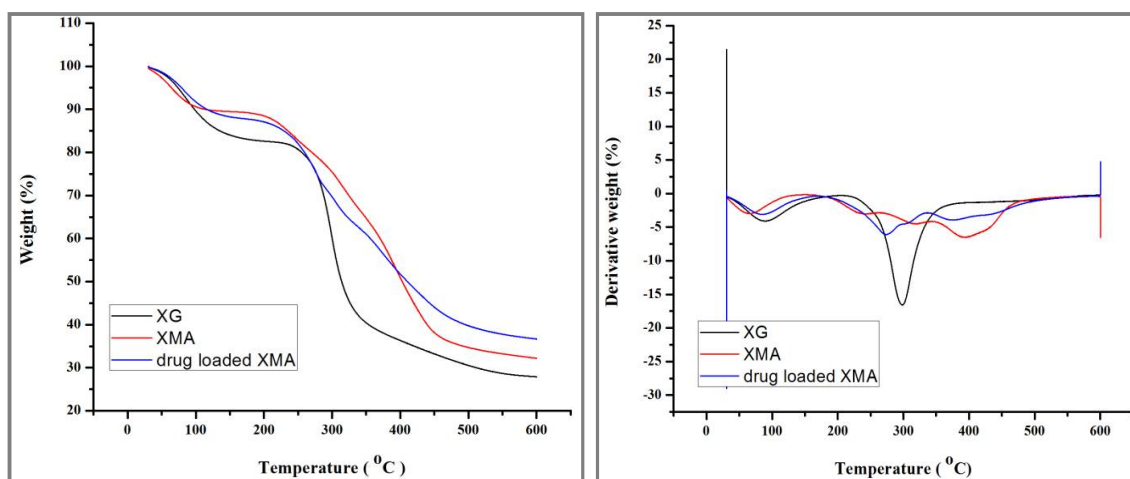 110
100
90
80
70
60
50
40
30
20
Weight (%)
XG
XMA
drug loaded XMA
0 100 200 300 400 500 600
Temperature ( °C )
25
20
15
10
5
0
-5
-10
-15
-20
-25
-30
Derivative weight (%)
XG
XMA
drug loaded XMA
0 100 200 300 400 500 600
Temperature (°C)